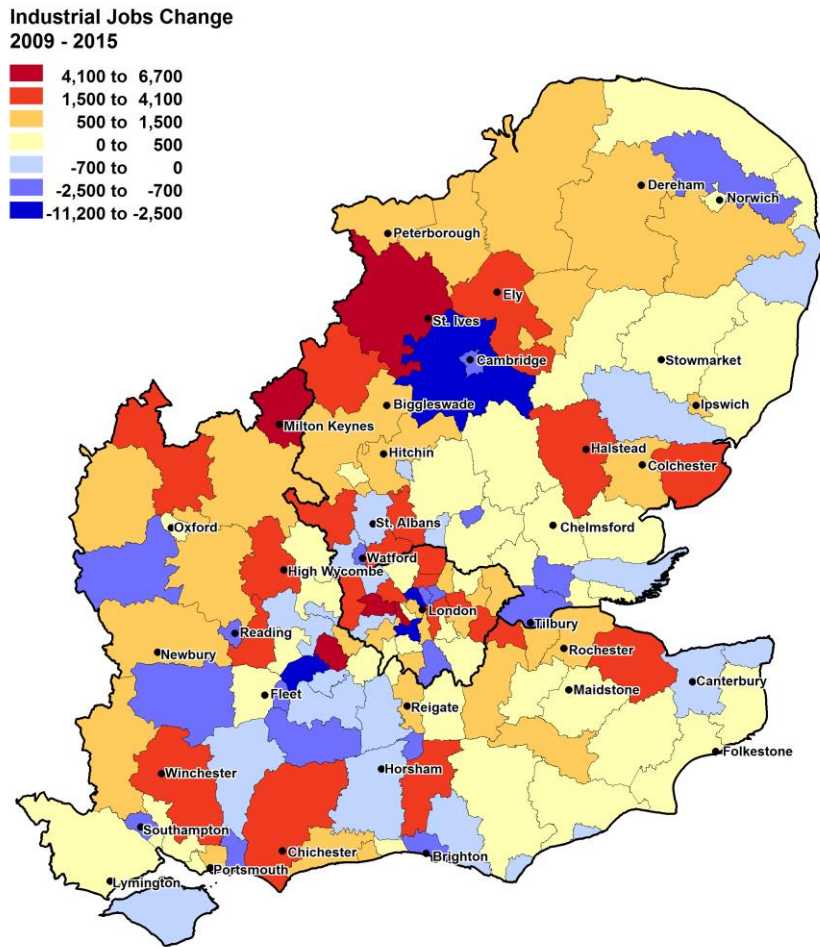 Industrial Jobs Change
2009 - 2015
4,100 to 6,700
1,500 to 4,100
500 to 1,500
0 to 500
-700 to 0
-2,500 to -700
-11,200 to -2,500
Dereham
Norwich
Peterborough
Ely
St. Ives
Cambridge
Stowmarket
Biggleswade
Ipswich
Milton Keynes
Hitchin
Halstead
Colchester
Oxford
St. Albans
Chelmsford
Watford
High Wycombe
London
Tilbury
Reading
Rochester
Newbury
Canterbury
Maidstone
Fleet
Reigate
Folkestone
Horsham
Winchester
Southampton
Chichester
Brighton
Portsmouth
Lymington